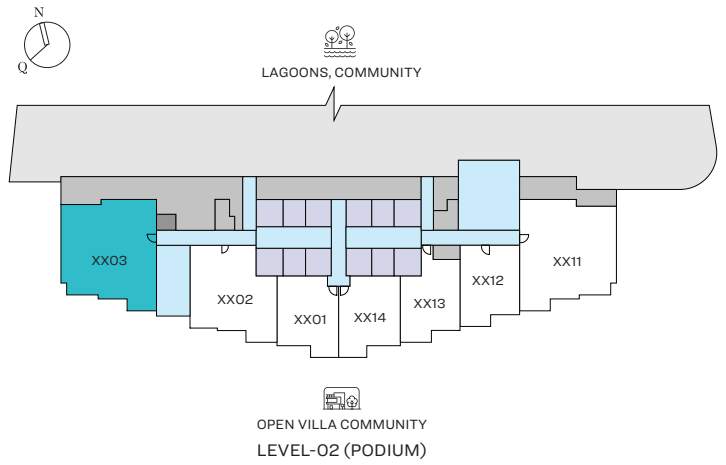 N
Q
LAGOONS, COMMUNITY
XX03
XX02
XX01
XX14
XX13
XX12
XX11
OPEN VILLA COMMUNITY
LEVEL-02 (PODIUM)